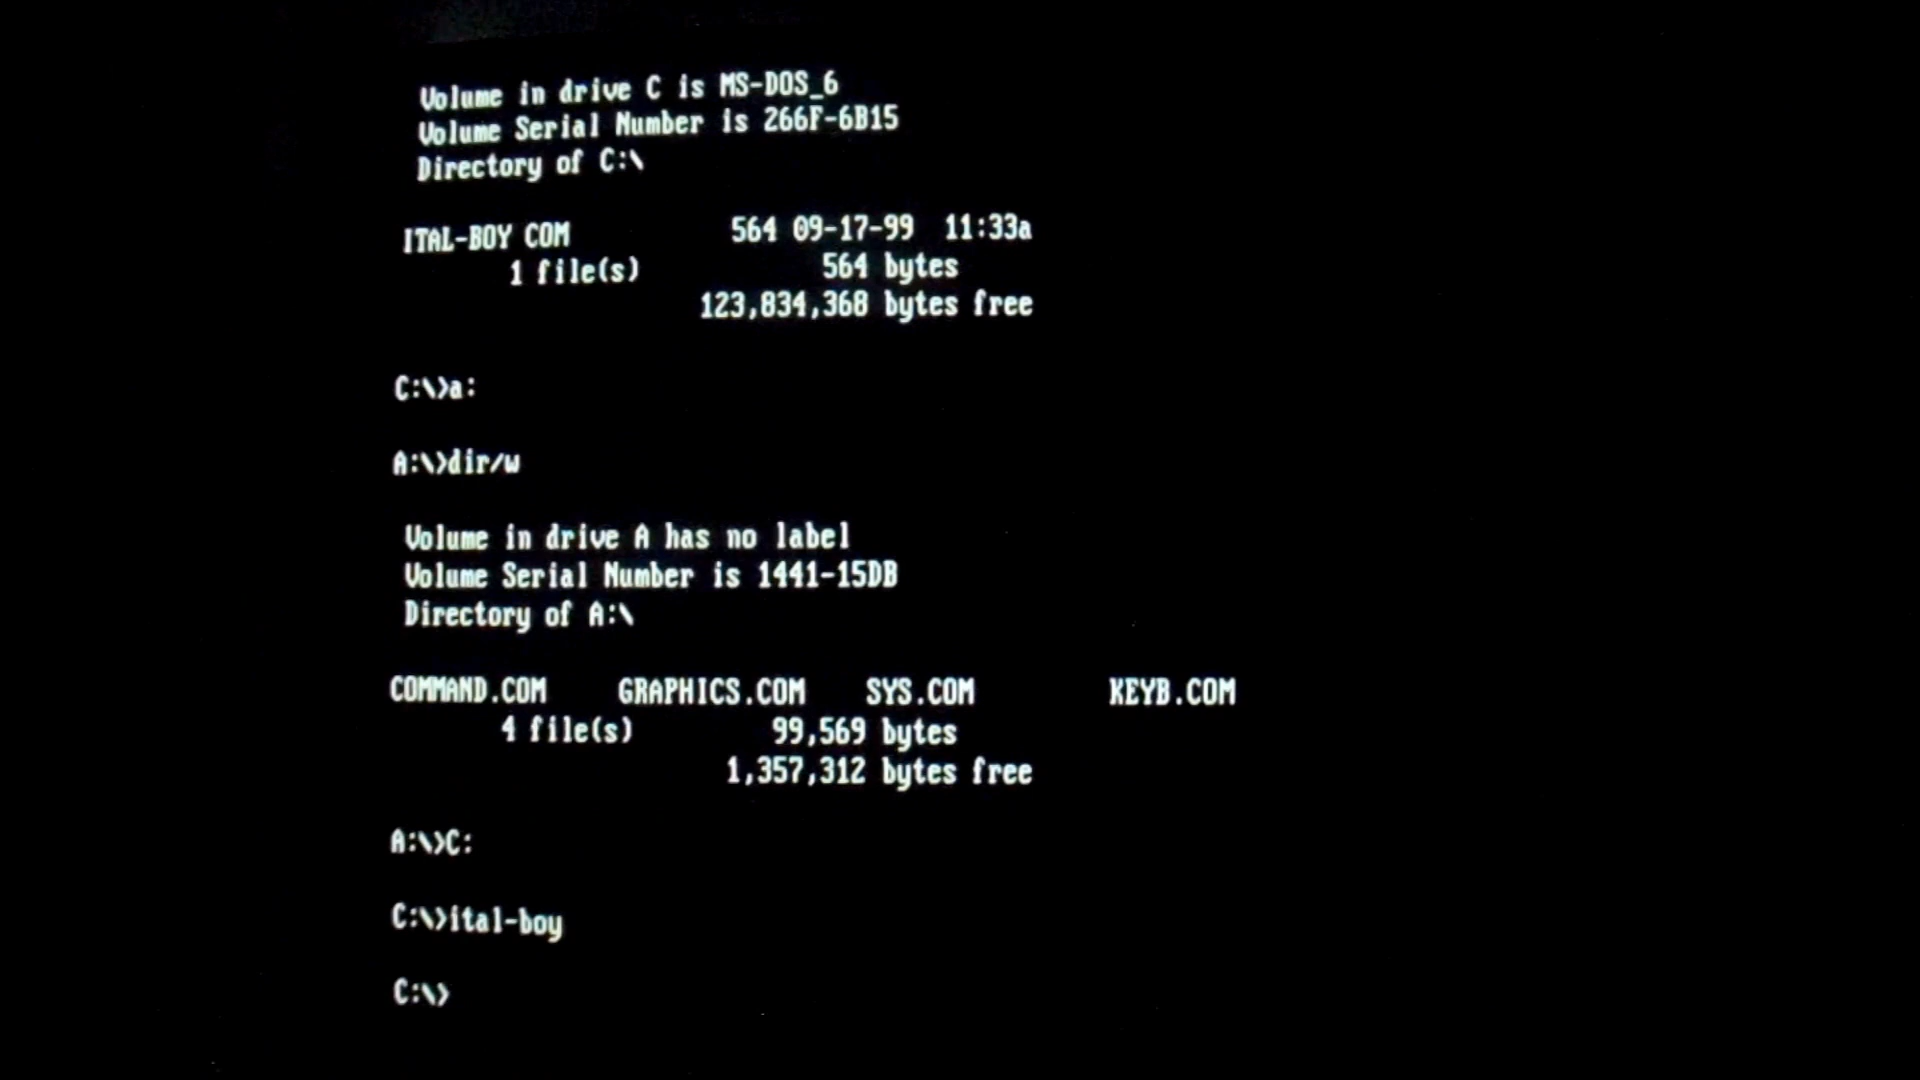 Volume in drive C is MS-DOS_6
Volume Serial Number is 266F-6B15
Directory of C:\
ITAL-BOY COM 564 09-17-99 11:33a
1 file(s) 564 bytes
123,834,368 bytes free
C:\>a:
A:\>dir/w
Volume in drive A has no label
Volume Serial Number is 1441-15DB
Directory of A:\
COMMAND.COM GRAPHICS.COM SYS.COM KEYB.COM
4 file(s) 99,569 bytes
1,357,312 bytes free
A:\>C:
C:\>ital-boy
C:\>